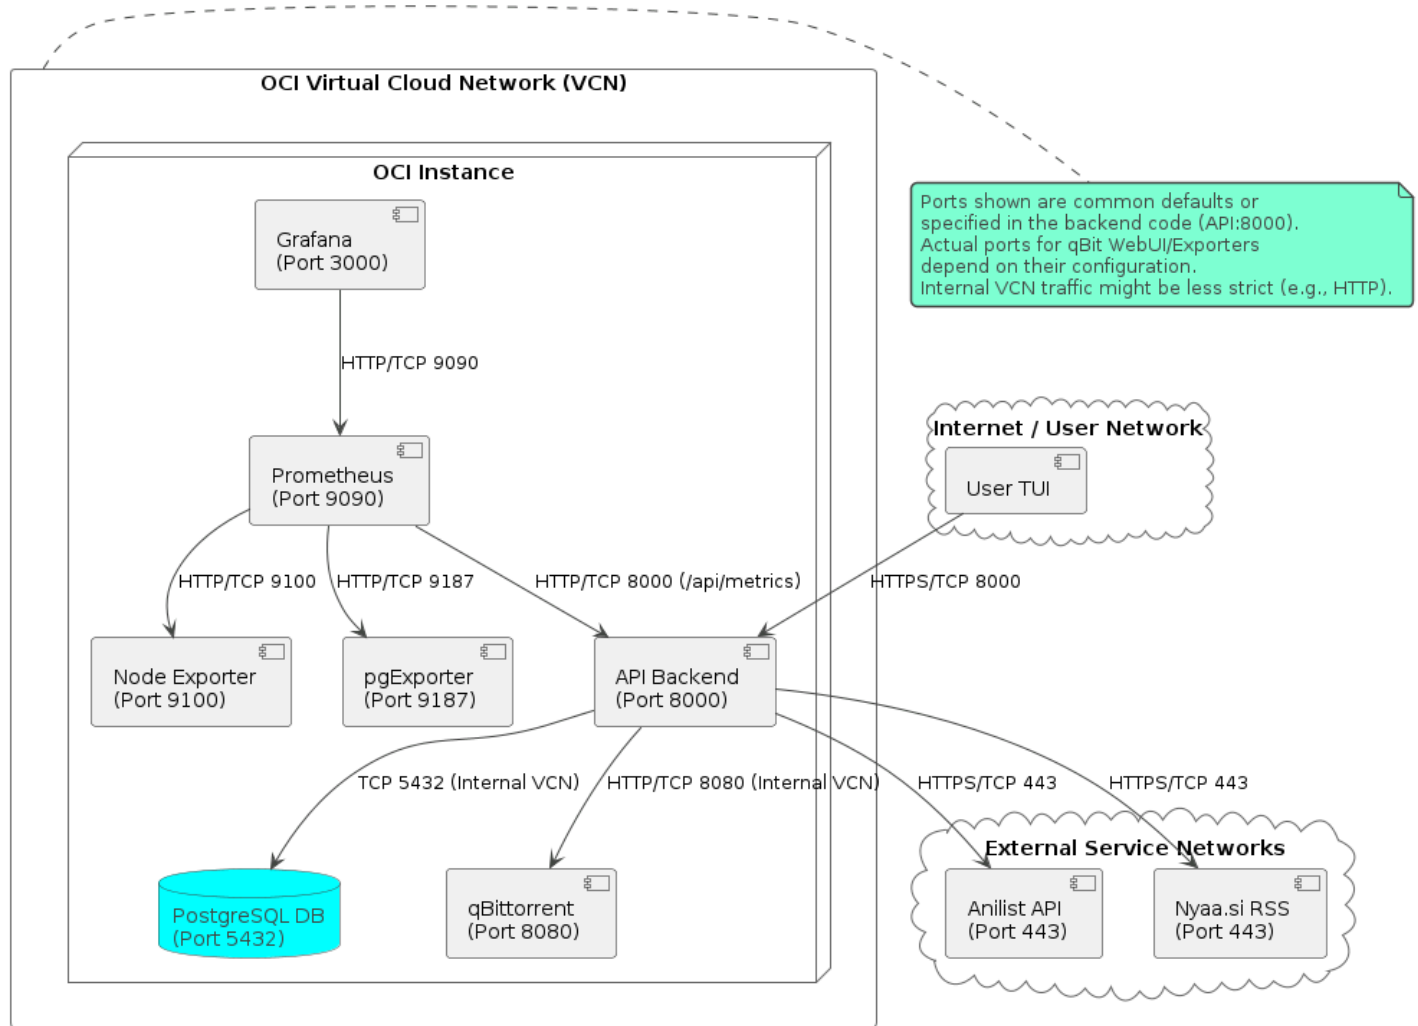 OCI Virtual Cloud Network (VCN)
OCI Instance
Grafana
(Port 3000)
Ports shown are common defaults or
specified in the backend code (API:8000).
Actual ports for qBit WebUI/Exporters
depend on their configuration.
Internal VCN traffic might be less strict (e.g., HTTP).
HTTP/TCP 9090
Internet / User Network
User TUI
Prometheus
(Port 9090)
HTTP/TCP 9100
HTTP/TCP 9187
HTTP/TCP 8000 (/api/metrics)
HTTPS/TCP 8000
Node Exporter
(Port 9100)
pgExporter
(Port 9187)
API Backend
(Port 8000)
TCP 5432 (Internal VCN)
HTTP/TCP 8080 (Internal VCN)
HTTPS/TCP 443
HTTPS/TCP 443
External Service Networks
PostgreSQL DB
(Port 5432)
qBittorrent
(Port 8080)
Anilist API
(Port 443)
Nyaa.si RSS
(Port 443)